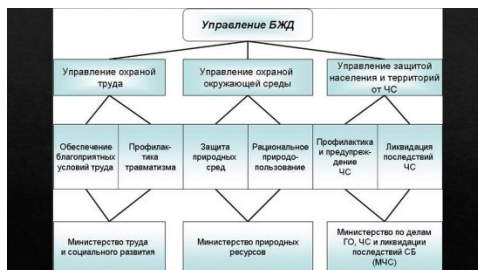 Управление БЖД
Управление охраной
труда
Управление охраной
окружающей среды
Управление защитой
населения и территорий
от ЧС
Обеспечение
благоприятных
условий труда
Профилак-
тика
травматизма
Защита
природных
сред
Рациональное
природо-
пользование
Профилактика
и предупреж-
дение
ЧС
Ликвидация
последствий
ЧС
Министерство труда
и социального развития
Министерство природных
ресурсов
Министерство по делам
ГО, ЧС и ликвидации
последствий СБ
(МЧС)